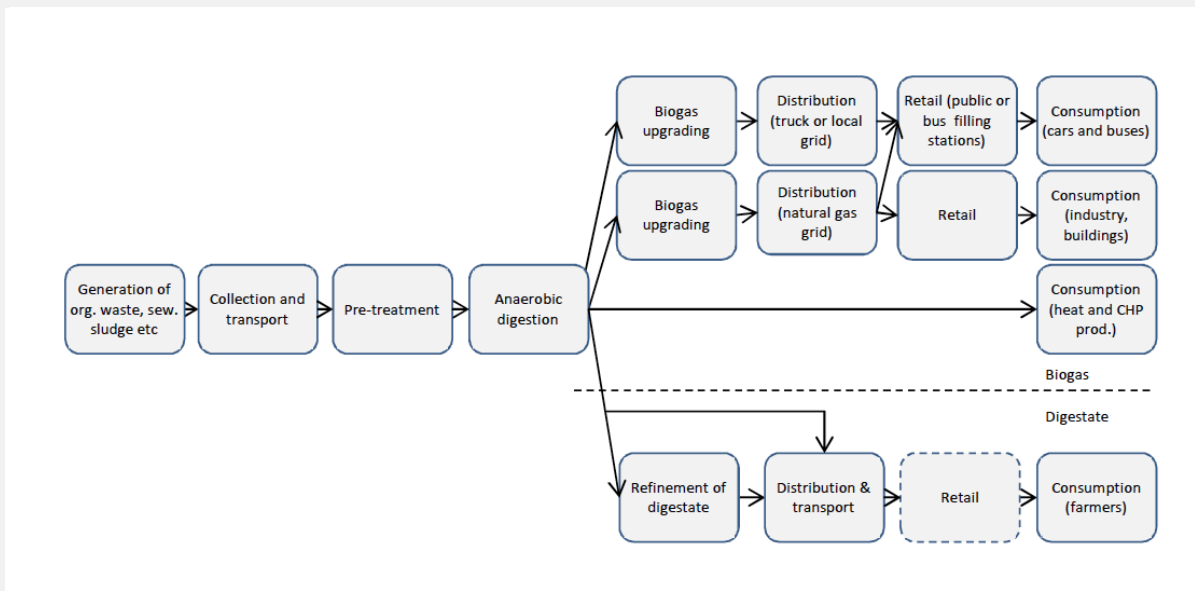 Biogas
upgrading
Distribution
(truck or local
grid)
Retail (public or
bus filling
stations)
Consumption
(cars and buses)
Biogas
upgrading
Distribution
(natural gas
grid)
Retail
Consumption
(industry,
buildings)
Generation of
org. waste, sew.
sludge etc
Collection and
transport
Pre-treatment
Anaerobic
digestion
Consumption
(heat and CHP
prod.)
Biogas
Digestate
Refinement of
digestate
Distribution &
transport
Retail
Consumption
(farmers)